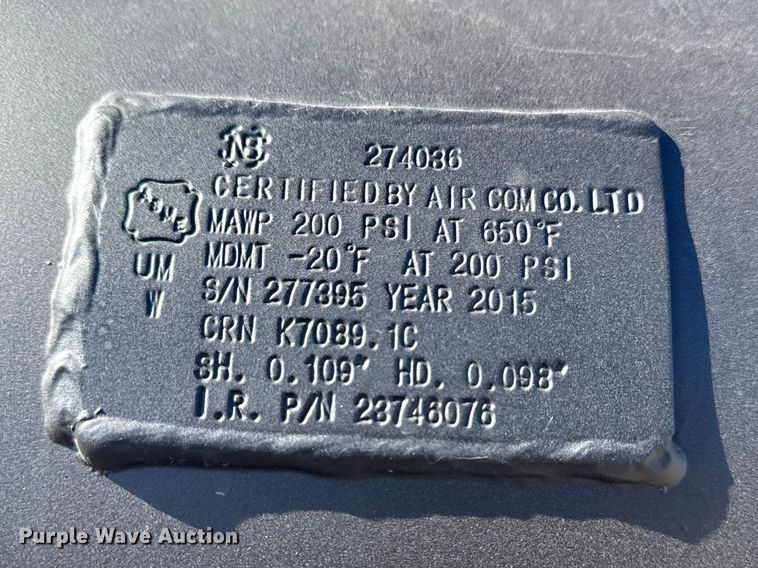 NB 274036
ASME CERTIFIED BY AIR COM CO. LTD
MAWP 200 PSI AT 650°F
UM MDMT -20°F AT 200 PSI
W S/N 277395 YEAR 2015
CRN K7089.1C
SH. 0.109" HD. 0.098"
I.R. P/N 23746076
Purple Wave Auction